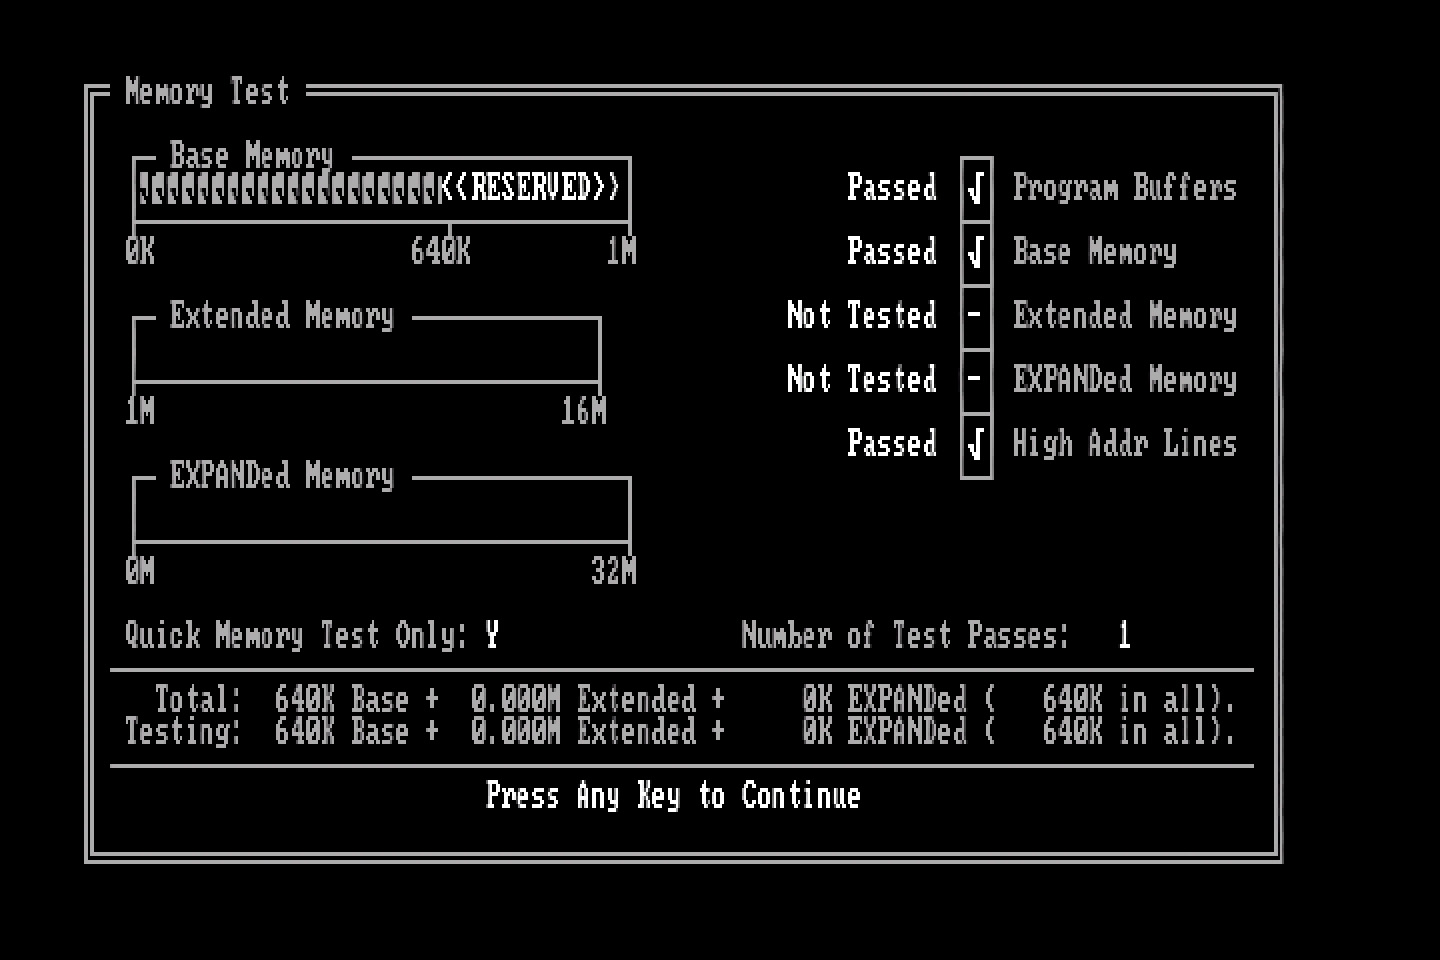 Memory Test
Base Memory
<<RESERVED>>
0K 640K 1M
Extended Memory
1M 16M
EXPANDed Memory
0M 32M
Passed √ Program Buffers
Passed √ Base Memory
Not Tested - Extended Memory
Not Tested - EXPANDed Memory
Passed √ High Addr Lines
Quick Memory Test Only: Y Number of Test Passes: 1
Total: 640K Base + 0.000M Extended + 0K EXPANDed ( 640K in all).
Testing: 640K Base + 0.000M Extended + 0K EXPANDed ( 640K in all).
Press Any Key to Continue